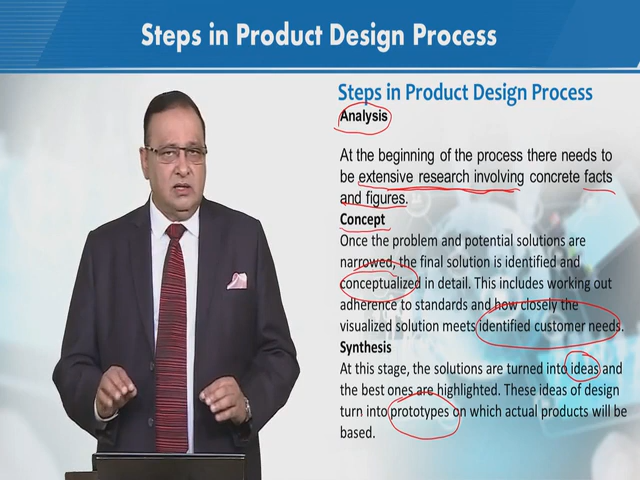 Steps in Product Design Process
Steps in Product Design Process
Analysis
At the beginning of the process there needs to
be extensive research involving concrete facts
and figures.
Concept
Once the problem and potential solutions are
narrowed, the final solution is identified and
conceptualized in detail. This includes working out
adherence to standards and how closely the
visualized solution meets identified customer needs.
Synthesis
At this stage, the solutions are turned into ideas and
the best ones are highlighted. These ideas of design
turn into prototypes on which actual products will be
based.